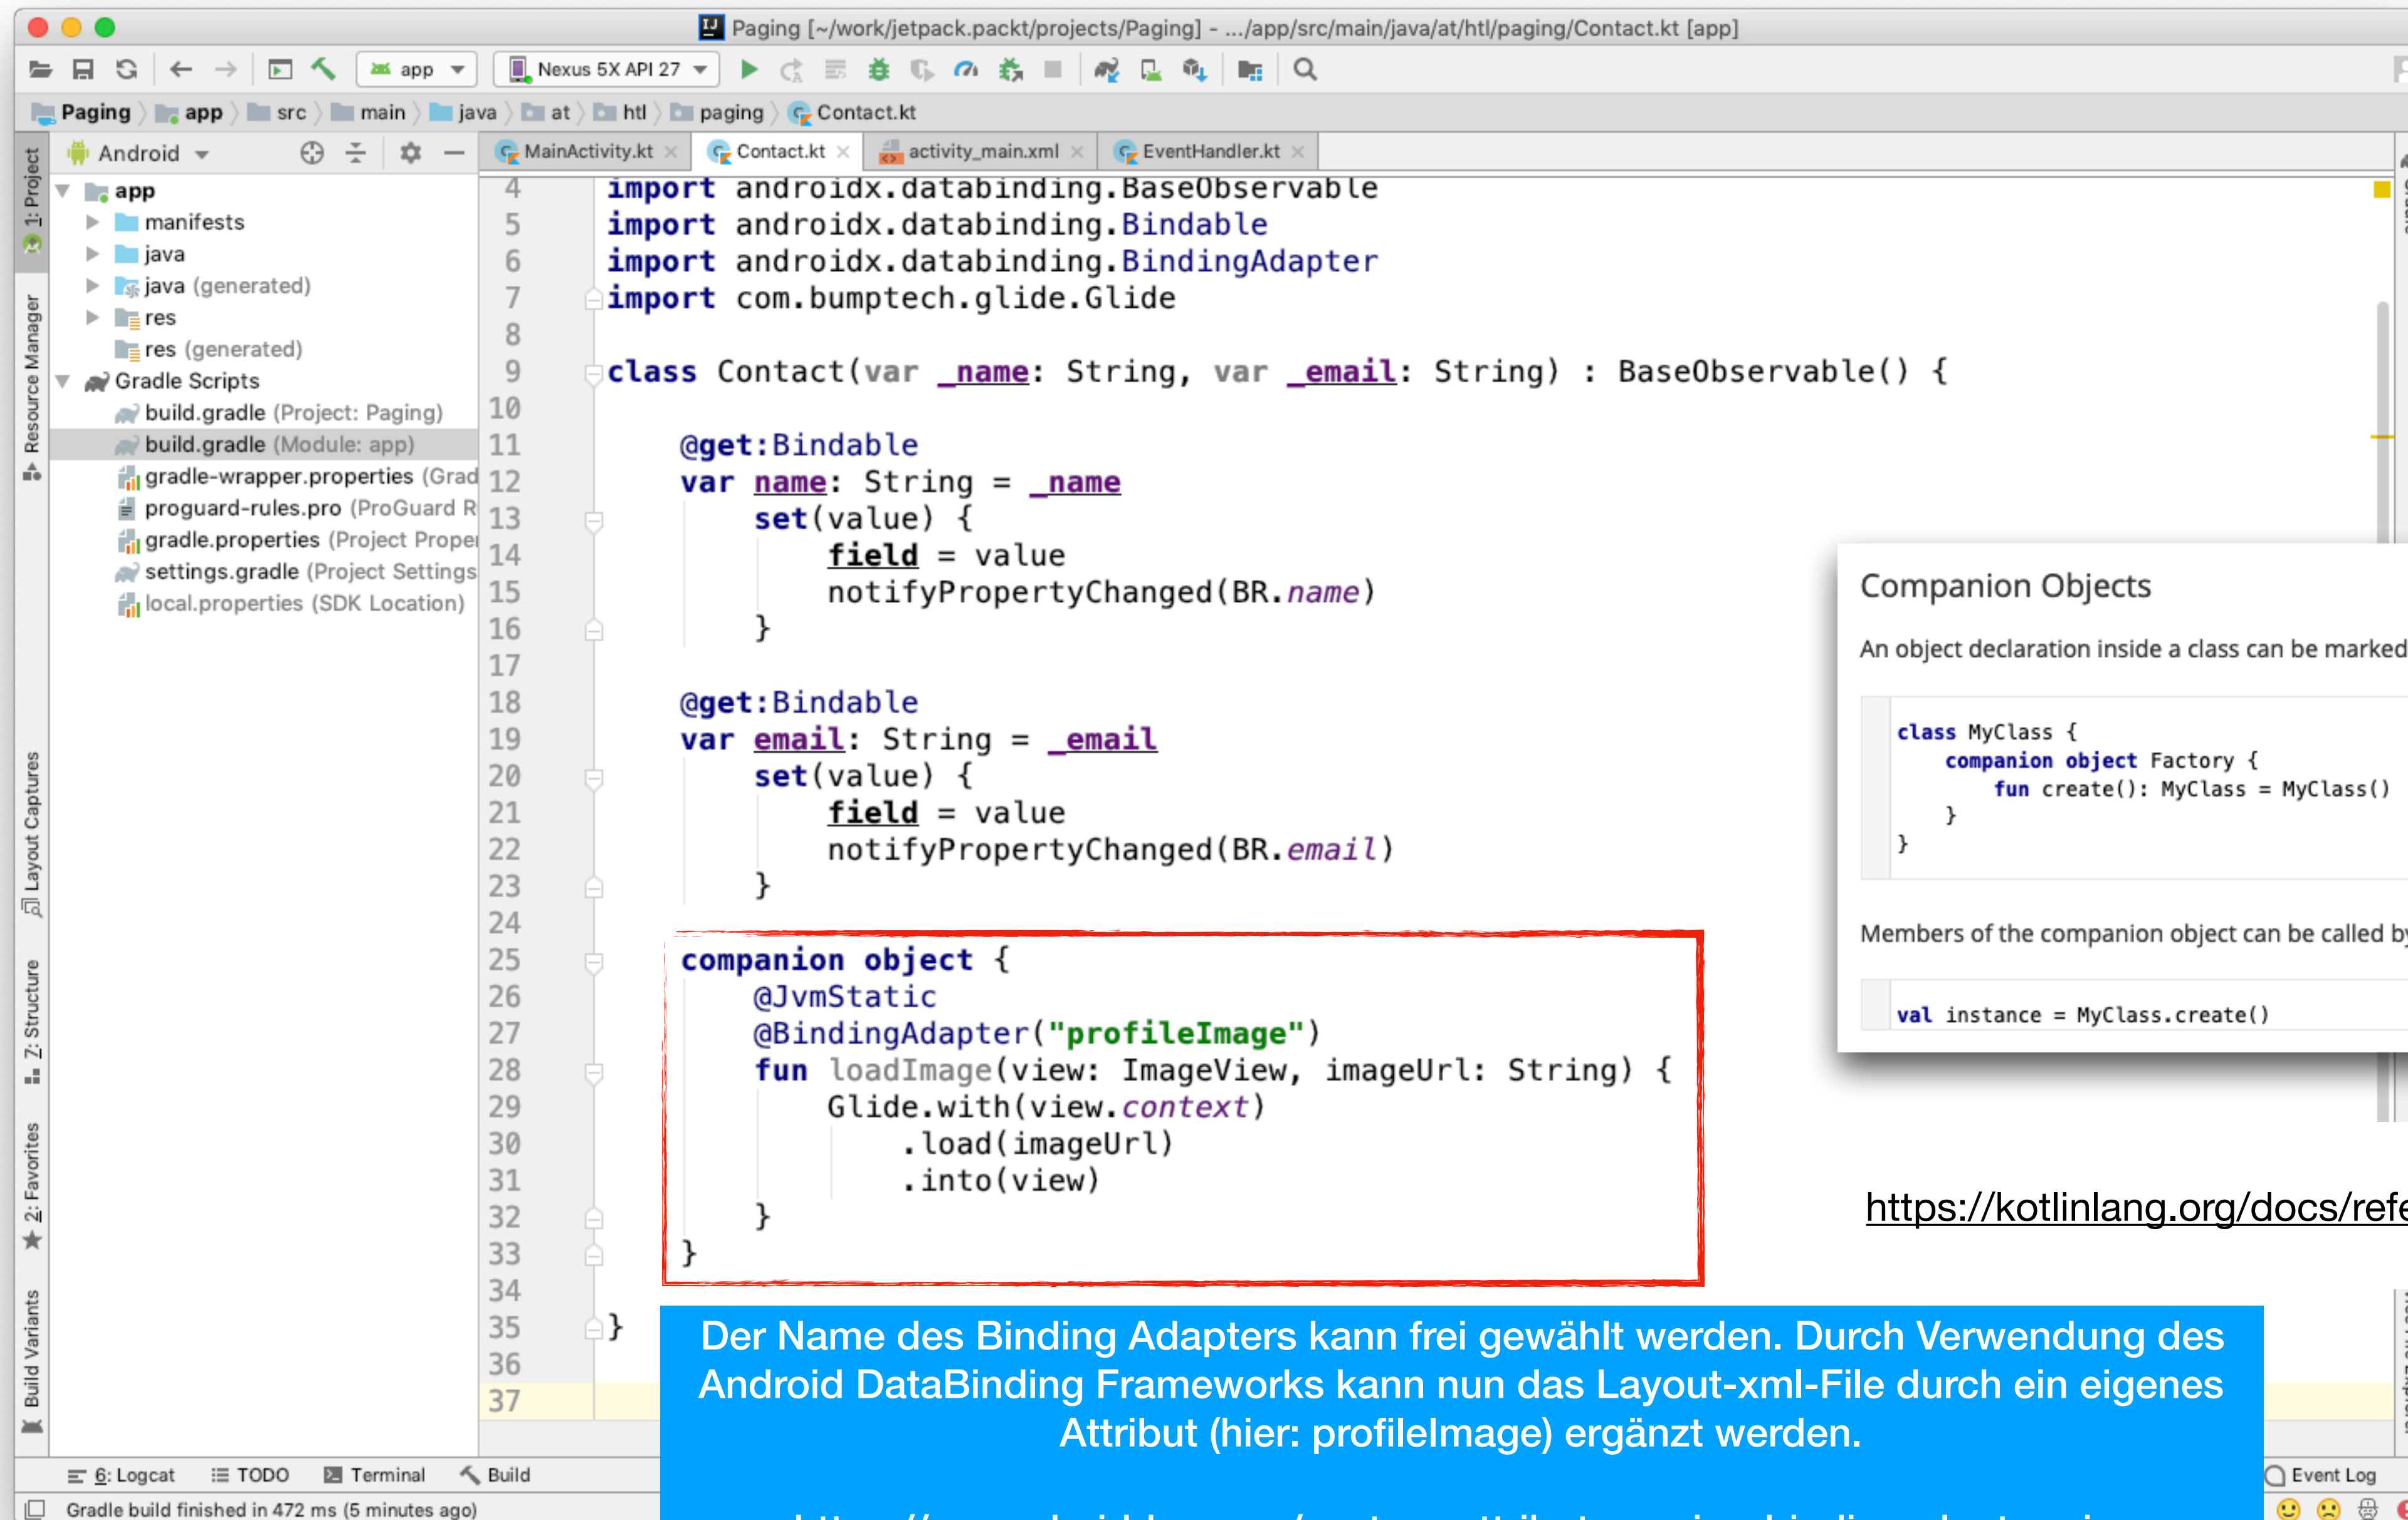 Paging [~/work/jetpack.packt/projects/Paging] - .../app/src/main/java/at/htl/paging/Contact.kt [app]
app
Nexus 5X API 27
Paging app src main java at htl paging Contact.kt
Android
MainActivity.kt
Contact.kt
activity_main.xml
EventHandler.kt
1: Project
Resource Manager
Layout Captures
Z: Structure
2: Favorites
Build Variants
app
manifests
java
java (generated)
res
res (generated)
Gradle Scripts
build.gradle (Project: Paging)
build.gradle (Module: app)
gradle-wrapper.properties (Grad
proguard-rules.pro (ProGuard R
gradle.properties (Project Proper
settings.gradle (Project Settings
local.properties (SDK Location)
4 import androidx.databinding.BaseObservable
5 import androidx.databinding.Bindable
6 import androidx.databinding.BindingAdapter
7 import com.bumptech.glide.Glide
8
9 class Contact(var _name: String, var _email: String) : BaseObservable() {
10
11 @get:Bindable
12 var name: String = _name
13 set(value) {
14 field = value
15 notifyPropertyChanged(BR.name)
16 }
17
18 @get:Bindable
19 var email: String = _email
20 set(value) {
21 field = value
22 notifyPropertyChanged(BR.email)
23 }
24
25 companion object {
26 @JvmStatic
27 @BindingAdapter("profileImage")
28 fun loadImage(view: ImageView, imageUrl: String) {
29 Glide.with(view.context)
30 .load(imageUrl)
31 .into(view)
32 }
33 }
34
35 }
36
37
Companion Objects
An object declaration inside a class can be marked
class MyClass {
companion object Factory {
fun create(): MyClass = MyClass()
}
}
Members of the companion object can be called by
val instance = MyClass.create()
https://kotlinlang.org/docs/refe
Der Name des Binding Adapters kann frei gewählt werden. Durch Verwendung des
Android DataBinding Frameworks kann nun das Layout-xml-File durch ein eigenes
Attribut (hier: profileImage) ergänzt werden.
6: Logcat
TODO
Terminal
Build
Event Log
Gradle build finished in 472 ms (5 minutes ago)